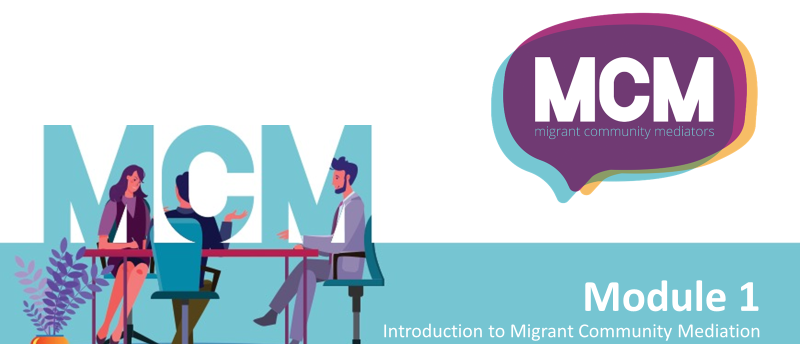 MCM
migrant community mediators
MCM
Module 1
Introduction to Migrant Community Mediation